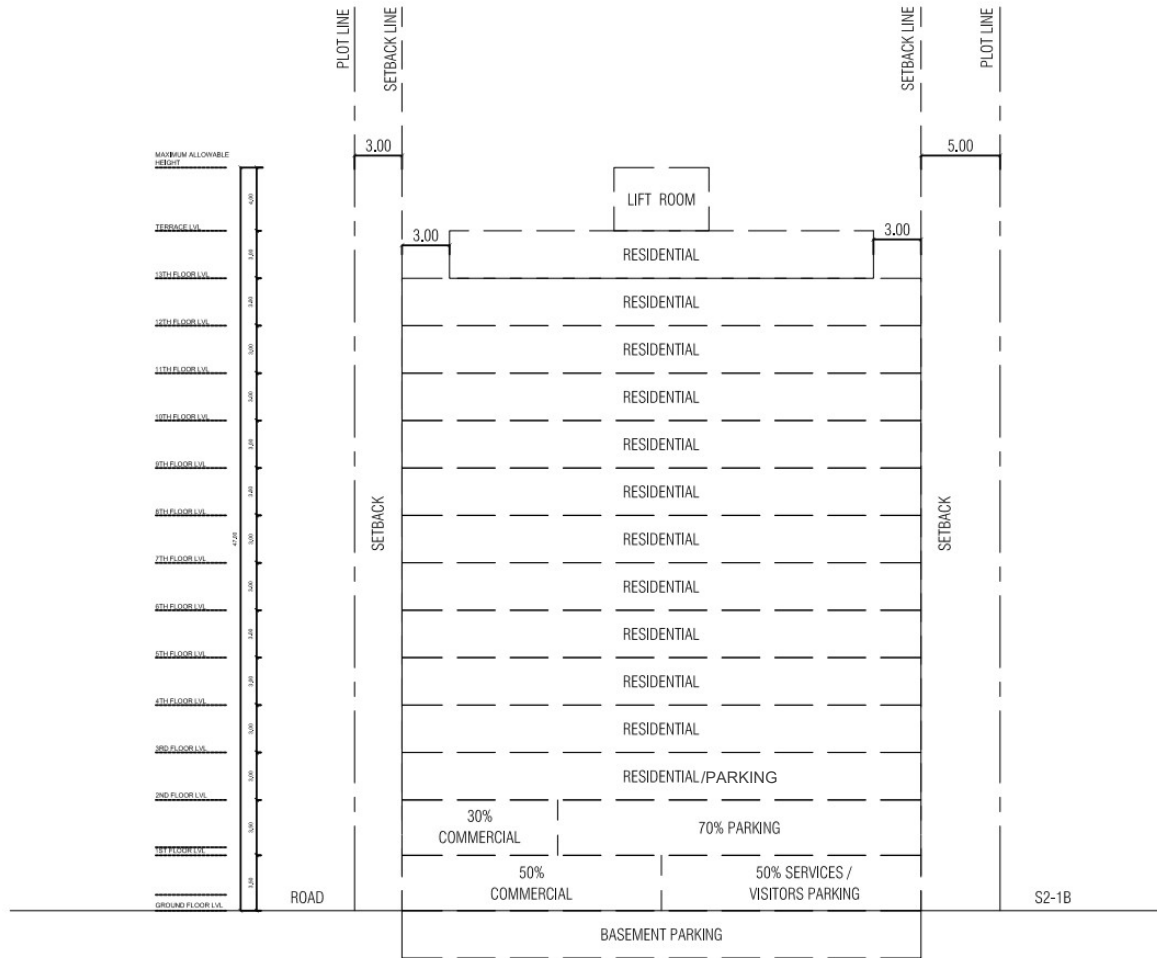 PLOT LINE
SETBACK LINE
SETBACK LINE
PLOT LINE
3.00
5.00
MAXIMUM ALLOWABLE
HEIGHT
LIFT ROOM
TERRACE LVL
3.00
3.00
RESIDENTIAL
13TH FLOOR LVL
RESIDENTIAL
12TH FLOOR LVL
RESIDENTIAL
11TH FLOOR LVL
RESIDENTIAL
10TH FLOOR LVL
RESIDENTIAL
9TH FLOOR LVL
RESIDENTIAL
8TH FLOOR LVL
SETBACK
RESIDENTIAL
SETBACK
7TH FLOOR LVL
RESIDENTIAL
6TH FLOOR LVL
RESIDENTIAL
5TH FLOOR LVL
RESIDENTIAL
4TH FLOOR LVL
RESIDENTIAL
3RD FLOOR LVL
RESIDENTIAL/PARKING
2ND FLOOR LVL
30%
COMMERCIAL
70% PARKING
1ST FLOOR LVL
50%
COMMERCIAL
50% SERVICES /
VISITORS PARKING
GROUND FLOOR LVL
ROAD
S2-1B
BASEMENT PARKING